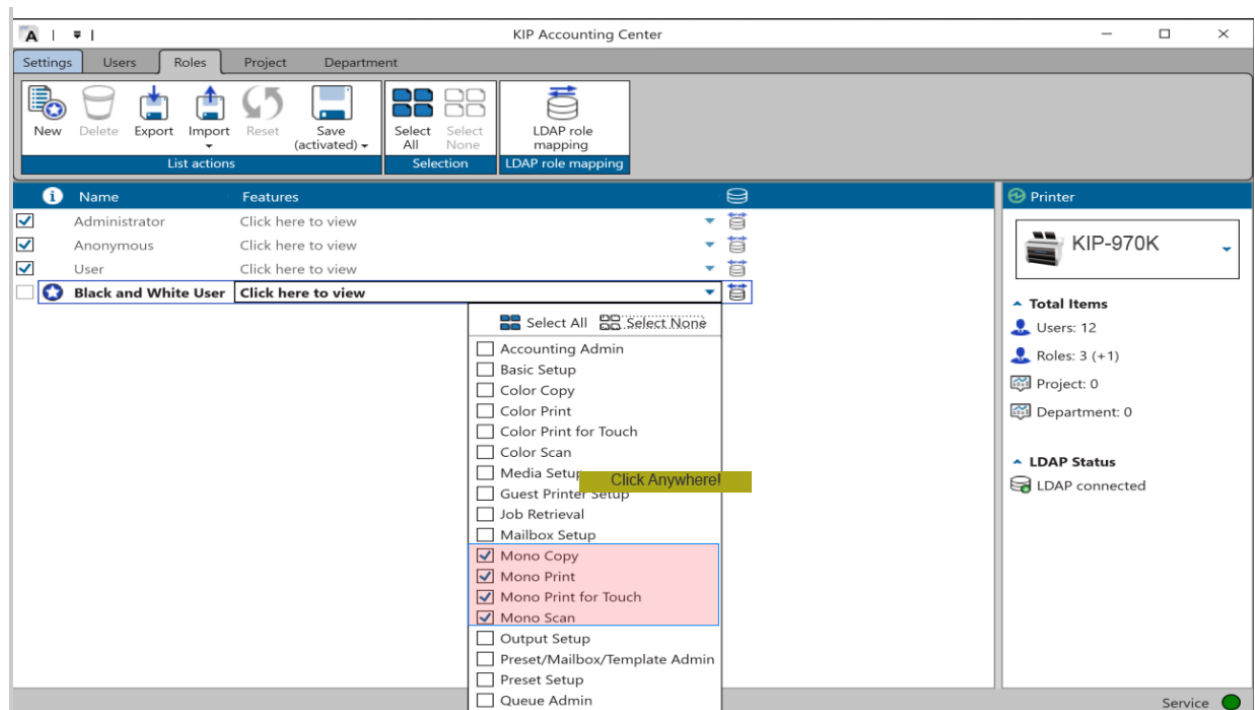 A
KIP Accounting Center
Settings Users Roles Project Department
New Delete Export Import Reset Save (activated) Select All Select None LDAP role mapping
List actions Selection LDAP role mapping
Name Features
Administrator Click here to view
Anonymous Click here to view
User Click here to view
Black and White User Click here to view
Select All Select None
Accounting Admin
Basic Setup
Color Copy
Color Print
Color Print for Touch
Color Scan
Media Setup
Click Anywhere!
Guest Printer Setup
Job Retrieval
Mailbox Setup
Mono Copy
Mono Print
Mono Print for Touch
Mono Scan
Output Setup
Preset/Mailbox/Template Admin
Preset Setup
Queue Admin
Printer
KIP-970K
Total Items
Users: 12
Roles: 3 (+1)
Project: 0
Department: 0
LDAP Status
LDAP connected
Service